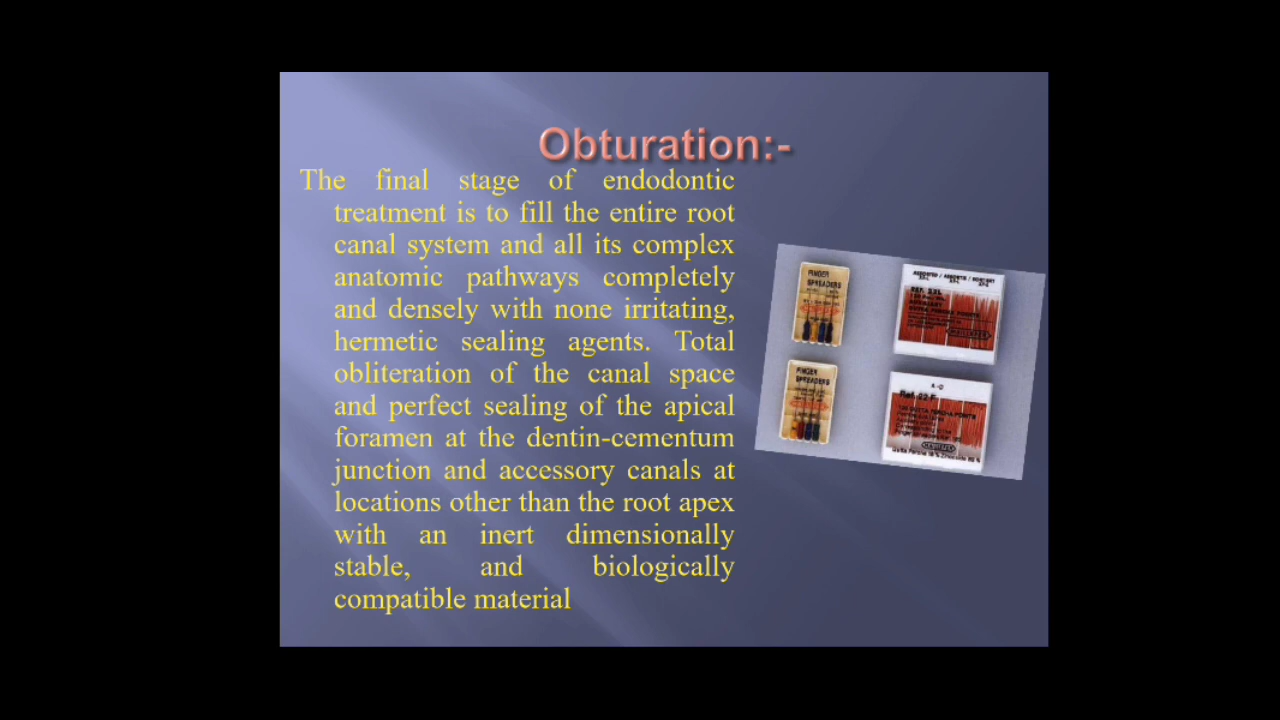 Obturation:-
The final stage of endodontic
treatment is to fill the entire root
canal system and all its complex
anatomic pathways completely
and densely with none irritating,
hermetic sealing agents. Total
obliteration of the canal space
and perfect sealing of the apical
foramen at the dentin-cementum
junction and accessory canals at
locations other than the root apex
with an inert dimensionally
stable, and biologically
compatible material
FINGER
SPREADERS
FINGER
SPREADERS